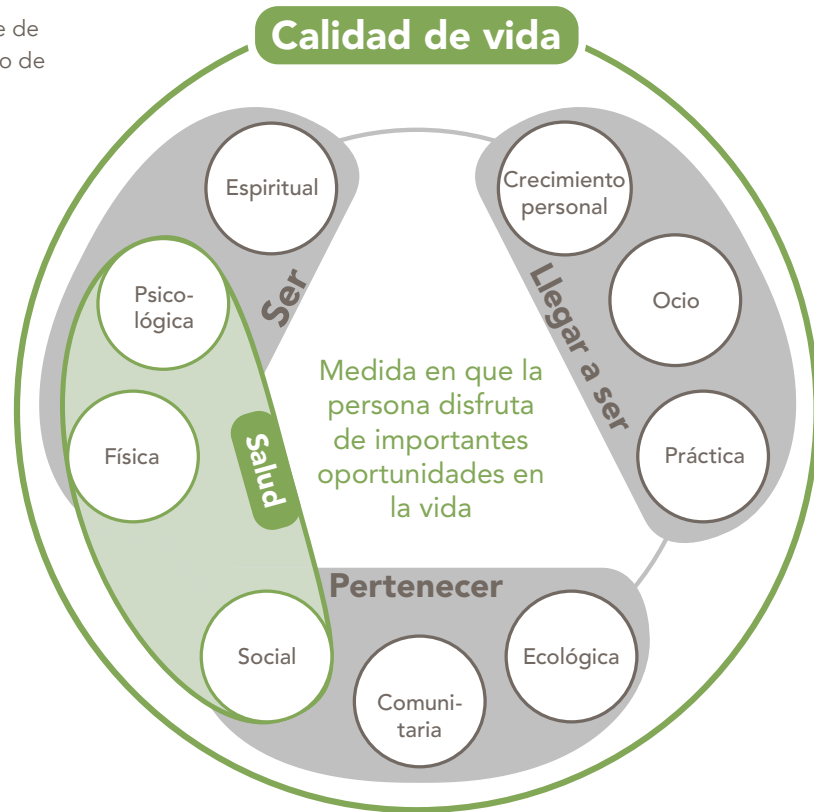 de
o de
Calidad de vida
Espiritual
Crecimiento
personal
Psico-
lógica
Ser
Llegar a ser
Ocio
Medida en que la
persona disfruta
de importantes
oportunidades en
la vida
Física
Salud
Práctica
Pertenecer
Social
Ecológica
Comuni-
taria